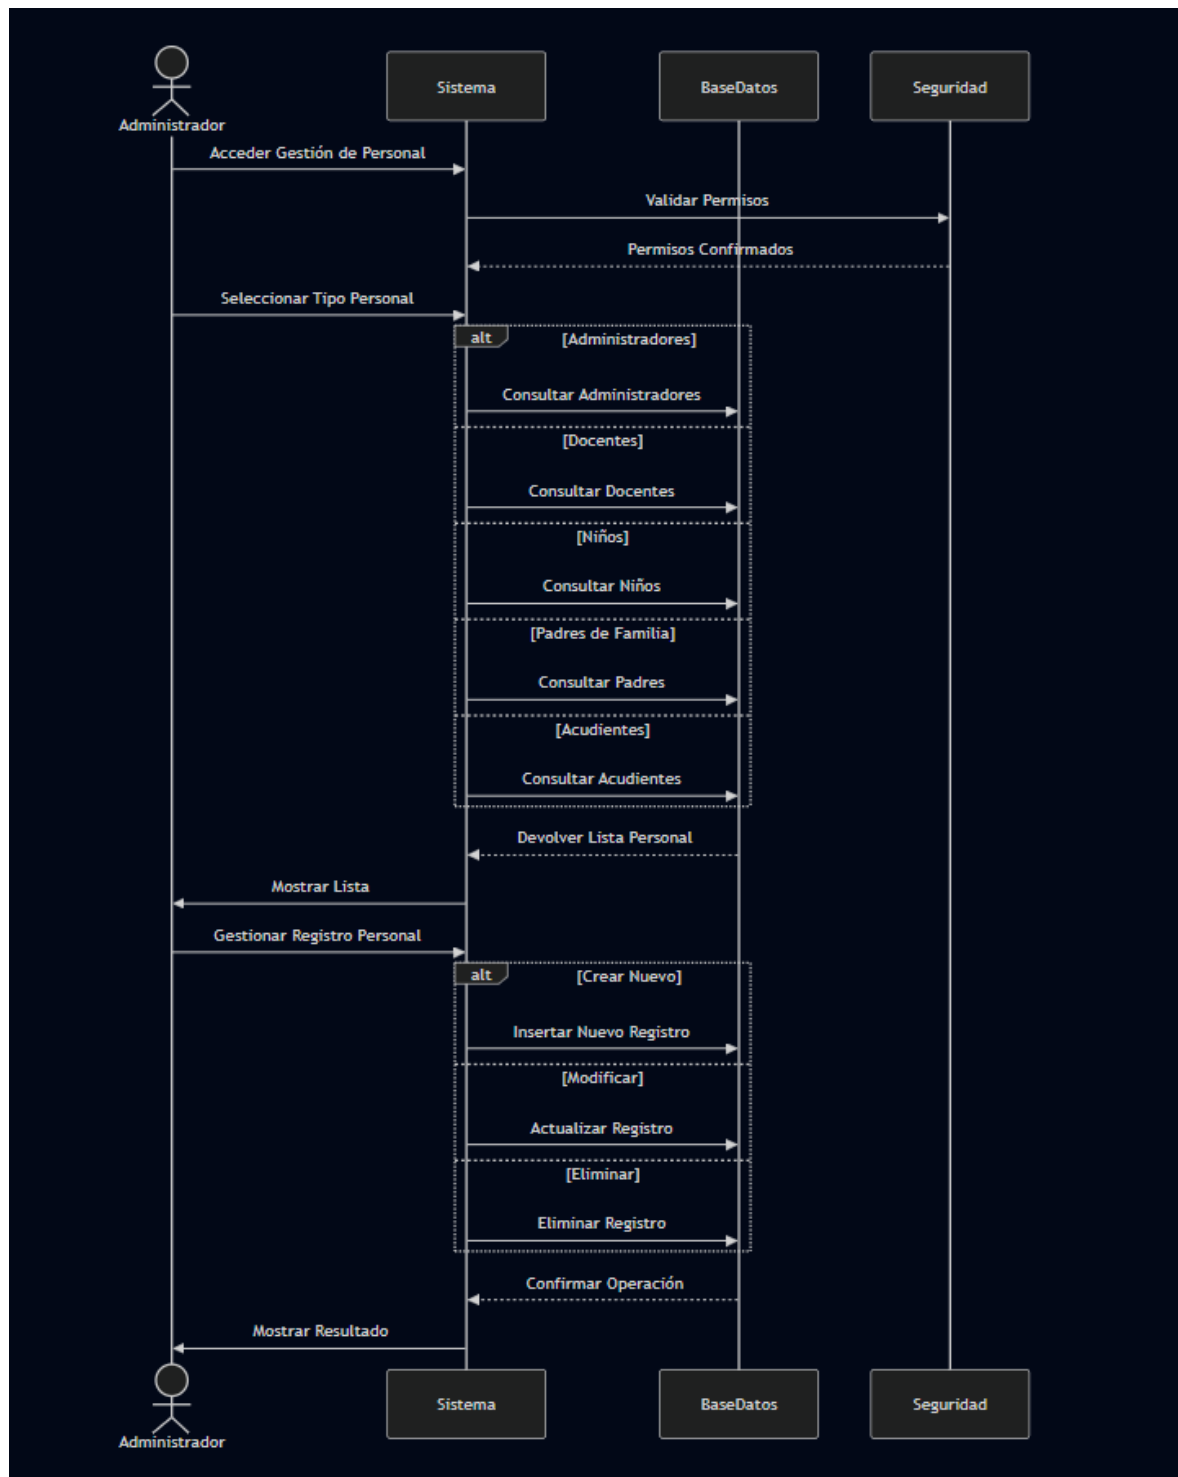 Sistema
BaseDatos
Seguridad
Administrador
Acceder Gestión de Personal
Validar Permisos
Permisos Confirmados
Seleccionar Tipo Personal
alt
[Administradores]
Consultar Administradores
[Docentes]
Consultar Docentes
[Niños]
Consultar Niños
[Padres de Familia]
Consultar Padres
[Acudientes]
Consultar Acudientes
Devolver Lista Personal
Mostrar Lista
Gestionar Registro Personal
alt
[Crear Nuevo]
Insertar Nuevo Registro
[Modificar]
Actualizar Registro
[Eliminar]
Eliminar Registro
Confirmar Operación
Mostrar Resultado
Sistema
BaseDatos
Seguridad
Administrador